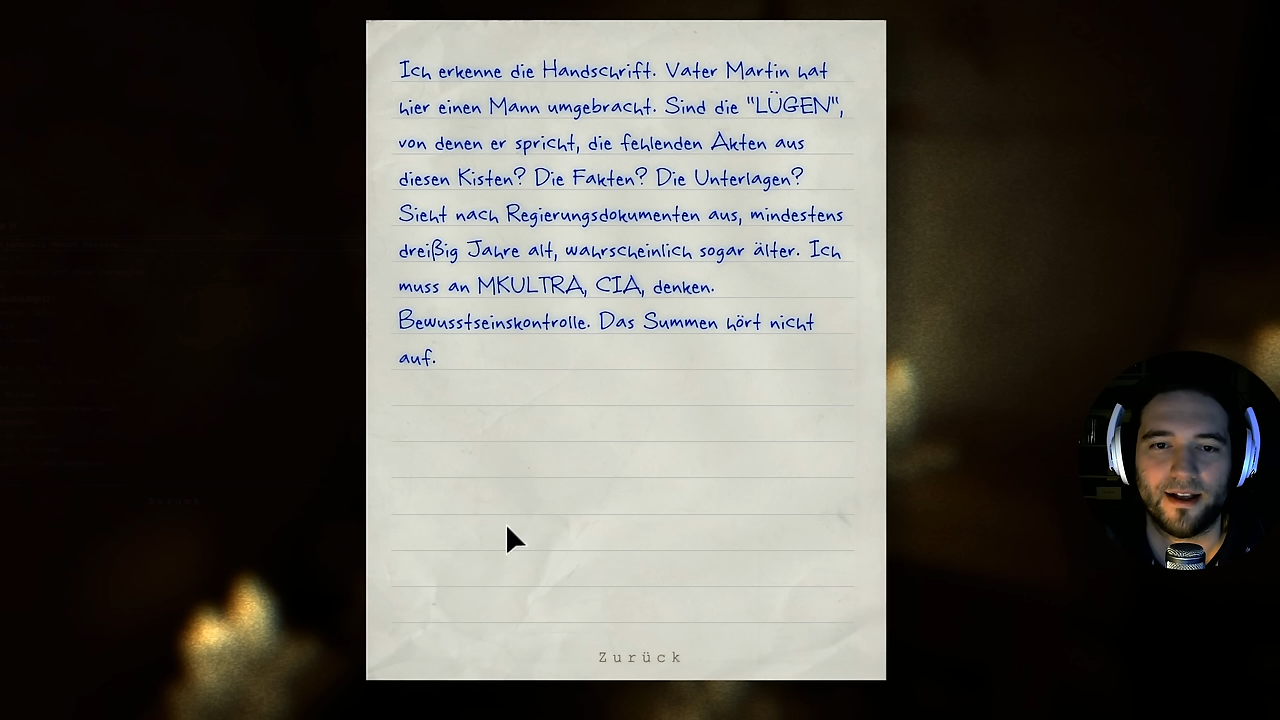 Ich erkenne die Handschrift. Vater Martin hat
hier einen Mann umgebracht. Sind die "LÜGEN",
von denen er spricht, die fehlenden Akten aus
diesen Kisten? Die Fakten? Die Unterlagen?
Sieht nach Regierungsdokumenten aus, mindestens
dreißig Jahre alt, wahrscheinlich sogar älter. Ich
muss an MKULTRA, CIA, denken.
Bewusstseinskontrolle. Das Summen hört nicht
auf.
Zurück